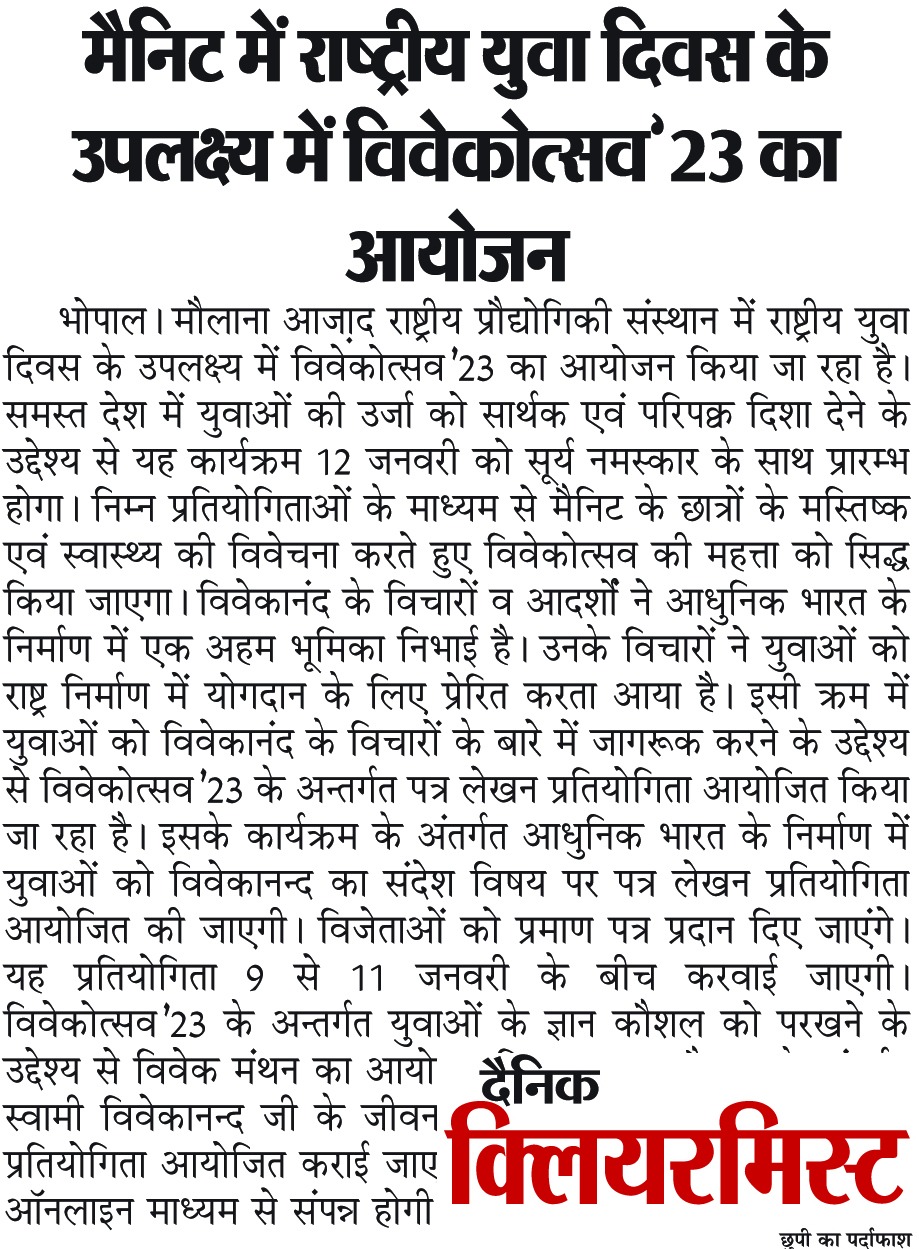 मैनिट में राष्ट्रीय युवा दिवस के
उपलक्ष्य में विवेकोत्सव’23 का
आयोजन
भोपाल। मौलाना आजा़द राष्ट्रीय प्रौद्योगिकी संस्थान में राष्ट्रीय युवा
दिवस के उपलक्ष्य में विवेकोत्सव ’23 का आयोजन किया जा रहा है।
समस्त देश में युवाओं की उर्जा को सार्थक एवं परिपक्व दिशा देने के
उद्देश्य से यह कार्यक्रम 12 जनवरी को सूर्य नमस्कार के साथ प्रारम्भ
होगा। निम्न प्रतियोगिताओं के माध्यम से मैनिट के छात्रों के मस्तिष्क
एवं स्वास्थ्य की विवेचना करते हुए विवेकोत्सव की महत्ता को सिद्ध
किया जाएगा। विवेकानंद के विचारों व आदर्शों ने आधुनिक भारत के
निर्माण में एक अहम भूमिका निभाई है। उनके विचारों ने युवाओं को
राष्ट्र निर्माण में योगदान के लिए प्रेरित करता आया है। इसी क्रम में
युवाओं को विवेकानंद के विचारों के बारे में जागरूक करने के उद्देश्य
से विवेकोत्सव ’23 के अन्तर्गत पत्र लेखन प्रतियोगिता आयोजित किया
जा रहा है। इसके कार्यक्रम के अंतर्गत आधुनिक भारत के निर्माण में
युवाओं को विवेकानन्द का संदेश विषय पर पत्र लेखन प्रतियोगिता
आयोजित की जाएगी। विजेताओं को प्रमाण पत्र प्रदान दिए जाएंगे।
यह प्रतियोगिता 9 से 11 जनवरी के बीच करवाई जाएगी।
विवेकोत्सव ’23 के अन्तर्गत युवाओं के ज्ञान कौशल को परखने के
उद्देश्य से विवेक मंथन का आयो
स्वामी विवेकानन्द जी के जीवन
प्रतियोगिता आयोजित कराई जाए
ऑनलाइन माध्यम से संपन्न होगी
दैनिक
क्लियरमिस्ट
छुपी का पर्दाफाश